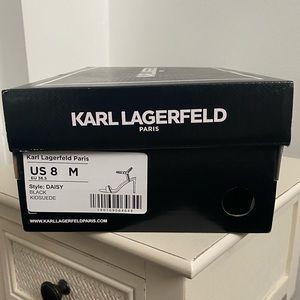 KARL LAGERFELD
PARIS
Karl Lagerfeld Paris
US 8 M
EU 38.5
Style: DAISY
BLACK
KIDSUEDE
WWW.KARLLAGERFELDPARIS.COM